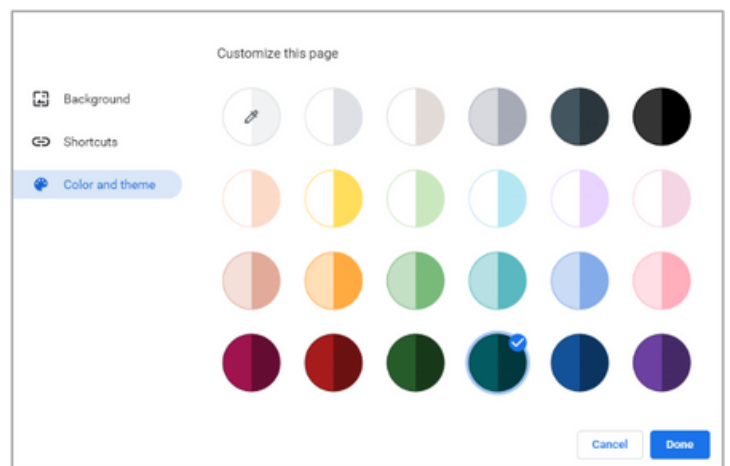 Customize this page
Background
Shortcuts
Color and theme
Cancel
Done